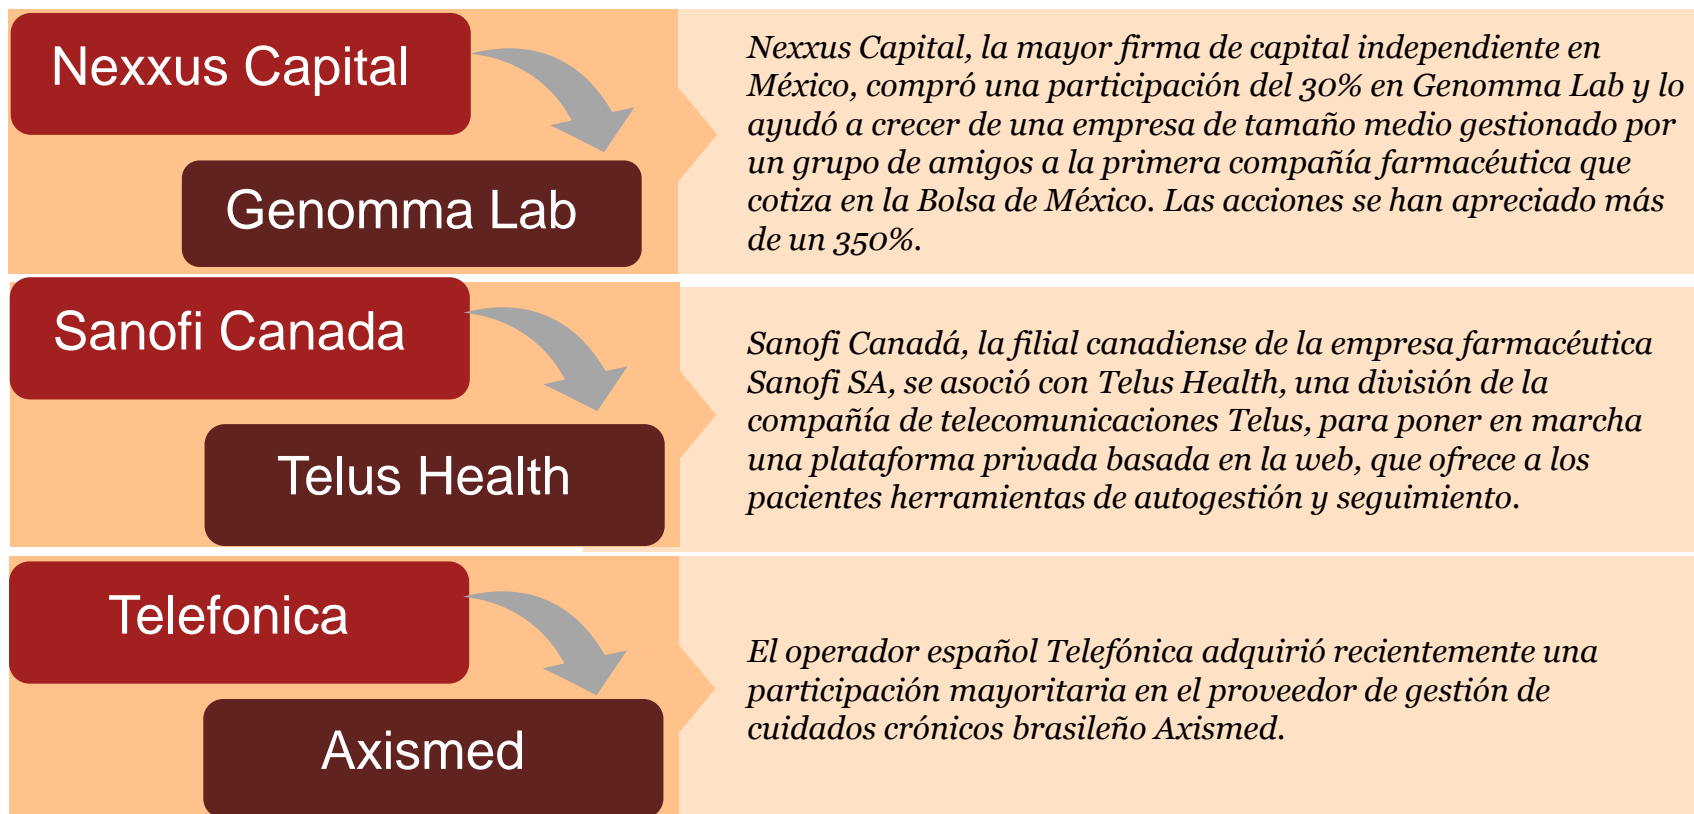 Nexxus Capital
Genomma Lab
Nexxus Capital, la mayor firma de capital independiente en
México, compró una participación del 30% en Genomma Lab y lo
ayudó a crecer de una empresa de tamaño medio gestionado por
un grupo de amigos a la primera compañía farmacéutica que
cotiza en la Bolsa de México. Las acciones se han apreciado más
de un 350%.
Sanofi Canada
Telus Health
Sanofi Canadá, la filial canadiense de la empresa farmacéutica
Sanofi SA, se asoció con Telus Health, una división de la
compañía de telecomunicaciones Telus, para poner en marcha
una plataforma privada basada en la web, que ofrece a los
pacientes herramientas de autogestión y seguimiento.
Telefonica
Axismed
El operador español Telefónica adquirió recientemente una
participación mayoritaria en el proveedor de gestión de
cuidados crónicos brasileño Axismed.